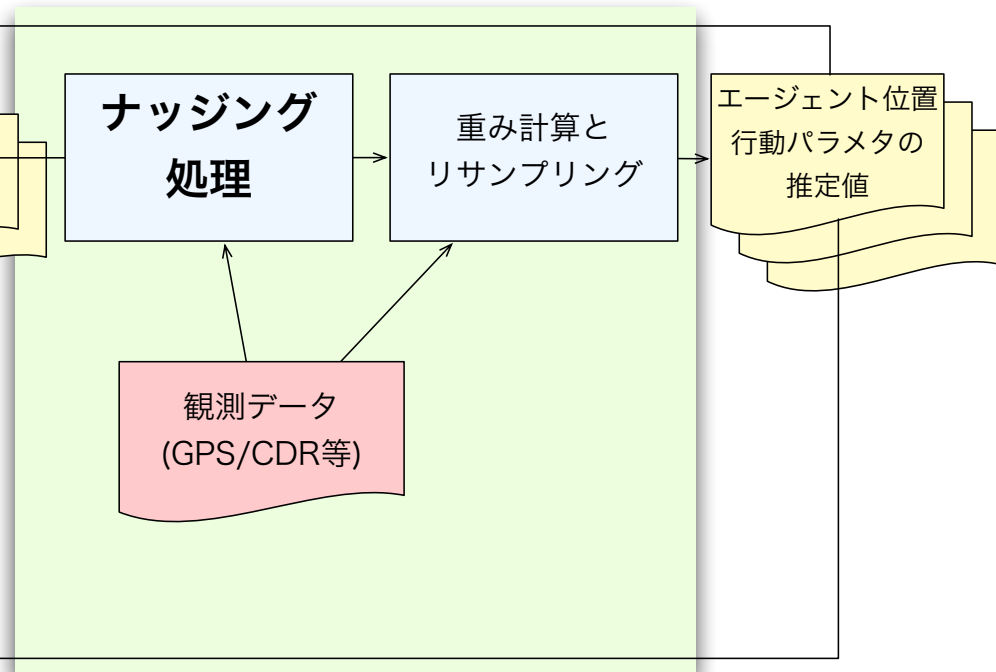 ナッジング
処理
重み計算と
リサンプリング
エージェント位置
行動パラメタの
推定値
観測データ
(GPS/CDR等)